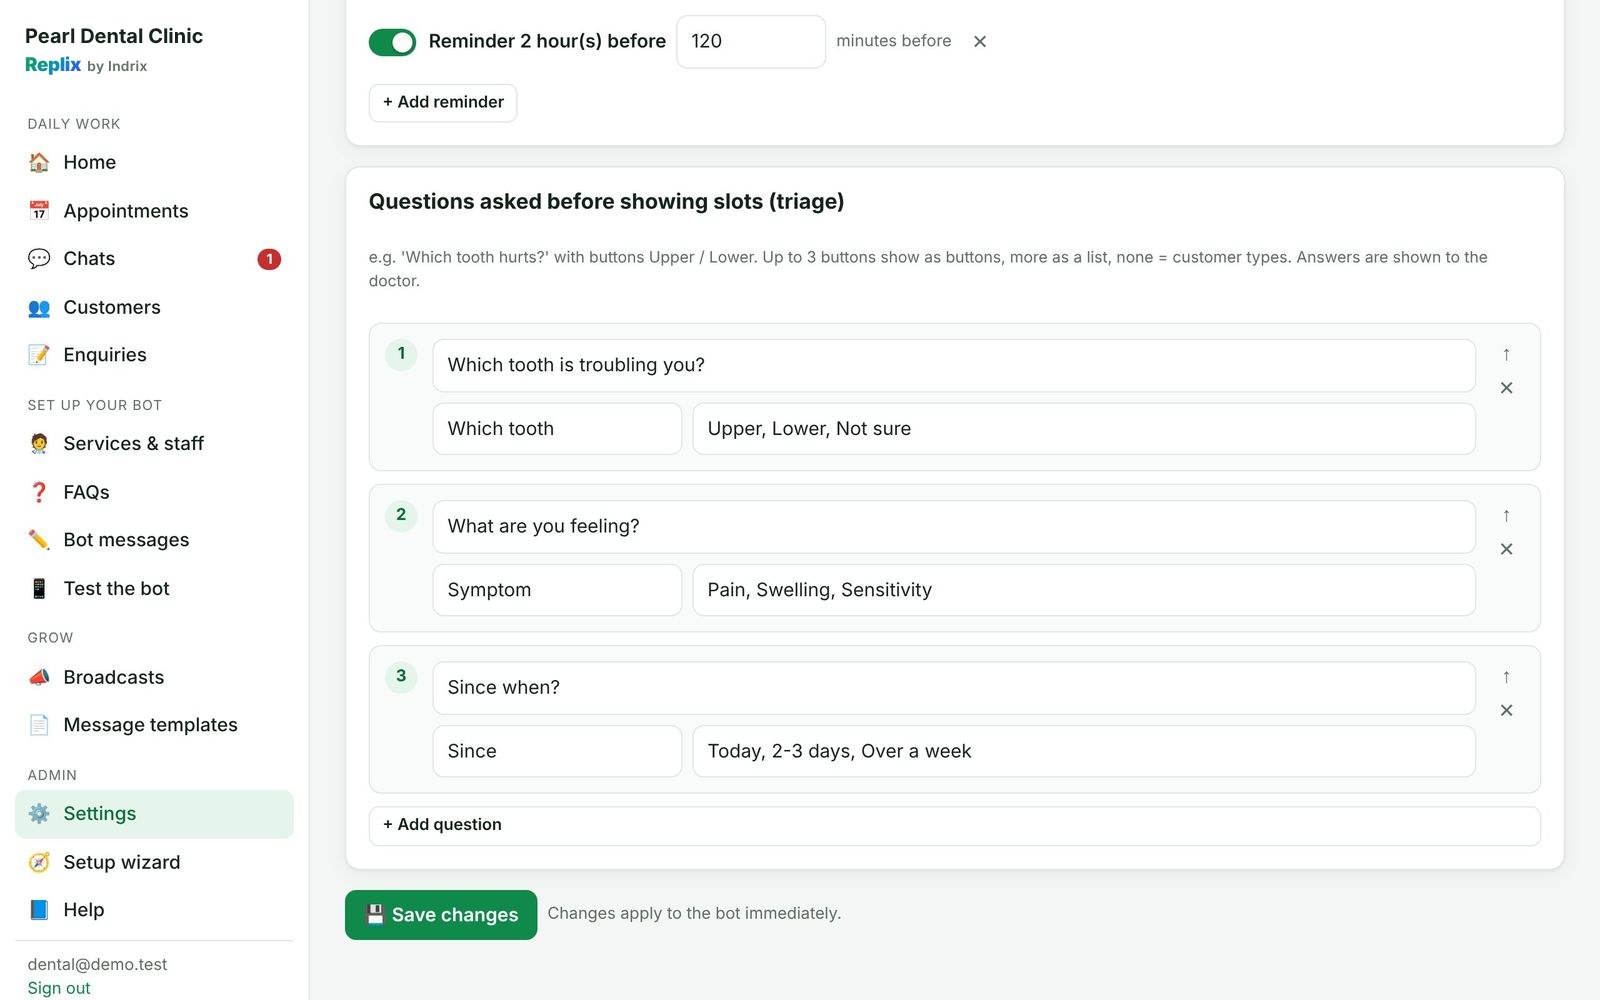 Pearl Dental Clinic
Replix by Indrix
DAILY WORK
Home
Appointments
Chats 1
Customers
Enquiries
SET UP YOUR BOT
Services & staff
FAQs
Bot messages
Test the bot
GROW
Broadcasts
Message templates
ADMIN
Settings
Setup wizard
Help
dental@demo.test
Sign out
Reminder 2 hour(s) before 120 minutes before ✕
+ Add reminder
Questions asked before showing slots (triage)
e.g. 'Which tooth hurts?' with buttons Upper / Lower. Up to 3 buttons show as buttons, more as a list, none = customer types. Answers are shown to the
doctor.
1 Which tooth is troubling you? ↑
✕
Which tooth Upper, Lower, Not sure
2 What are you feeling? ↑
✕
Symptom Pain, Swelling, Sensitivity
3 Since when? ↑
✕
Since Today, 2-3 days, Over a week
+ Add question
Save changes Changes apply to the bot immediately.